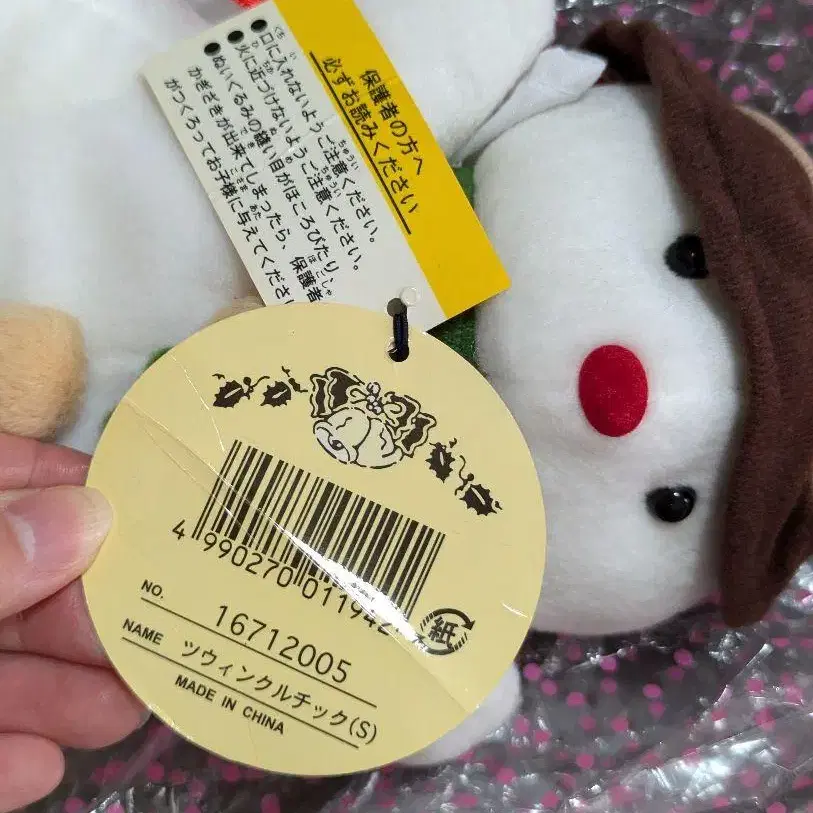 保護者の方へ
必ずお読みください
●口に入れないようご注意ください。
●火に近づけないようご注意ください。
●ぬいぐるみの縫い目がほころびたり、
かぎざきが出来てしまったら、保護者
がつくろってお子様に与えてくださ
4 990270 011942
紙
NO. 16712005
NAME ツウィンクルチック(S)
MADE IN CHINA